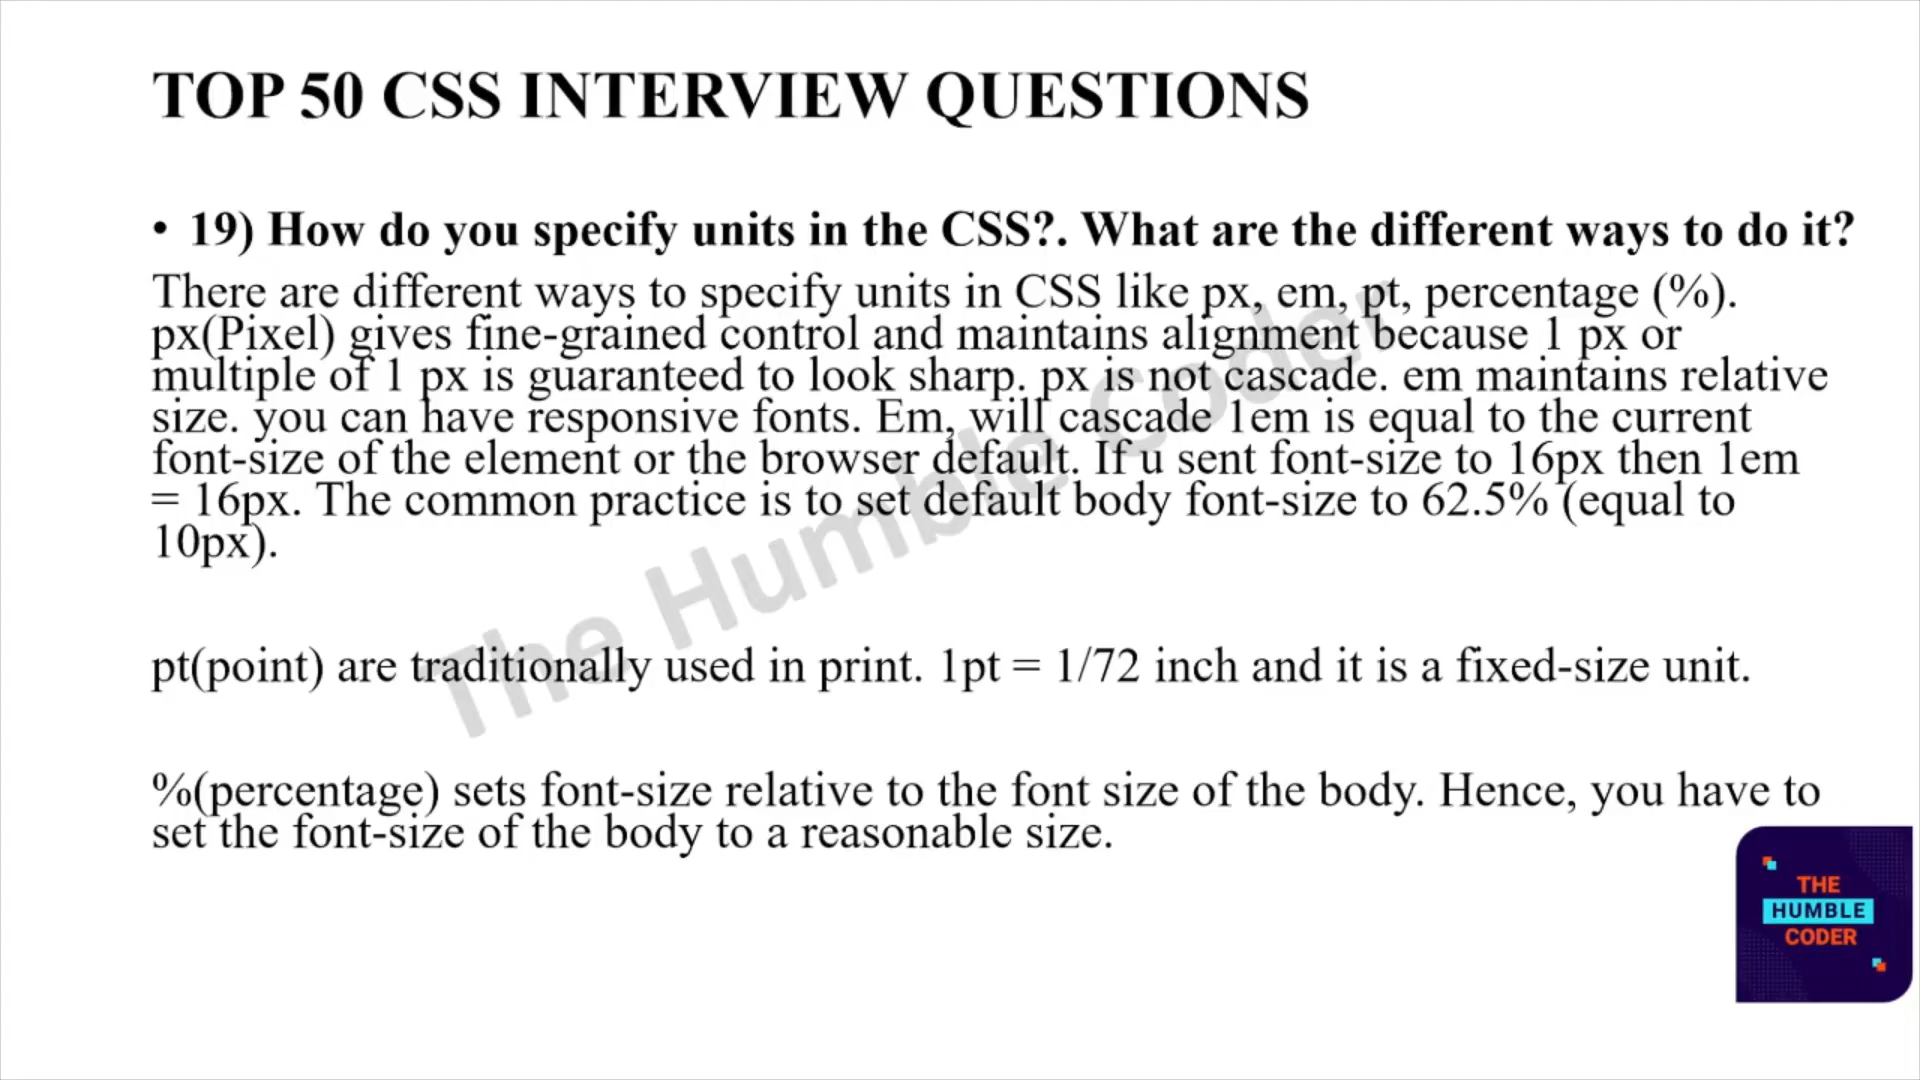 TOP 50 CSS INTERVIEW QUESTIONS
• 19) How do you specify units in the CSS?. What are the different ways to do it?
There are different ways to specify units in CSS like px, em, pt, percentage (%).
px(Pixel) gives fine-grained control and maintains alignment because 1 px or
multiple of 1 px is guaranteed to look sharp. px is not cascade. em maintains relative
size. you can have responsive fonts. Em, will cascade 1em is equal to the current
font-size of the element or the browser default. If u sent font-size to 16px then 1em
= 16px. The common practice is to set default body font-size to 62.5% (equal to
10px).
pt(point) are traditionally used in print. 1pt = 1/72 inch and it is a fixed-size unit.
%(percentage) sets font-size relative to the font size of the body. Hence, you have to
set the font-size of the body to a reasonable size.
The Humble Coder
THE
HUMBLE
CODER